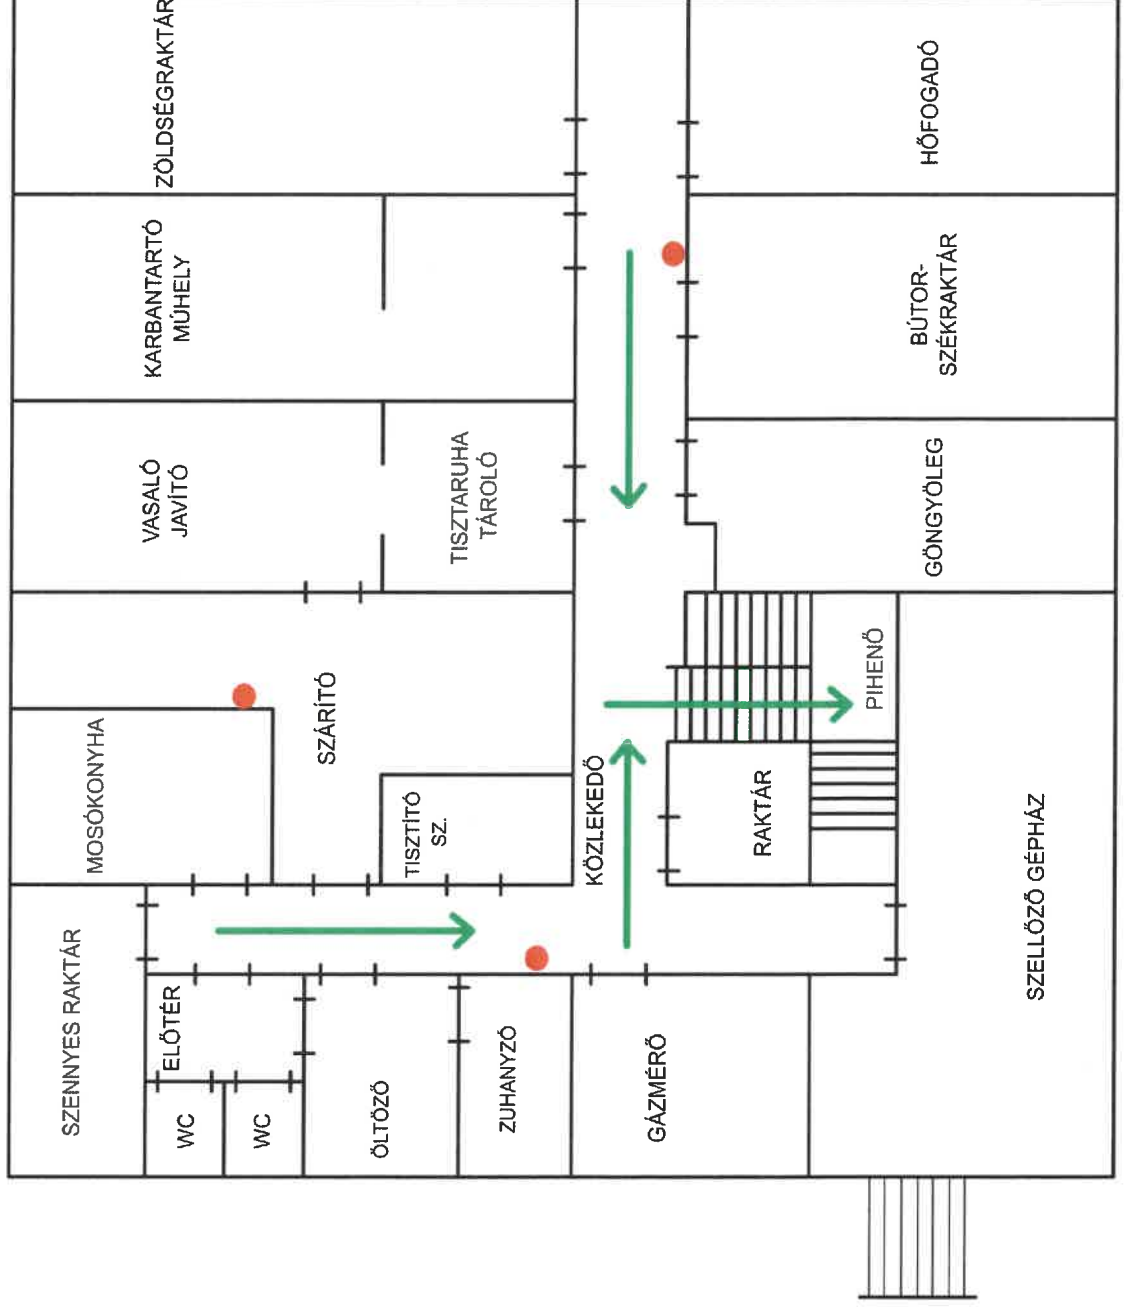 ZÖLDSÉGRAKTÁR
HŐFOGADÓ
KARBANTARTÓ
MŰHELY
BÚTOR-
SZÉKRAKTÁR
VASALÓ
JAVÍTÓ
TISZTARUHA
TÁROLÓ
GÖNGYÖLEG
PIHENŐ
SZÁRÍTÓ
MOSÓKONYHA
TISZTÍTÓ
SZ.
KÖZLEKEDŐ
RAKTÁR
SZELLŐZŐ GÉPHÁZ
SZENNYES RAKTÁR
ELŐTÉR
WC
WC
ÖLTÖZŐ
ZUHANYZÓ
GÁZMÉRŐ